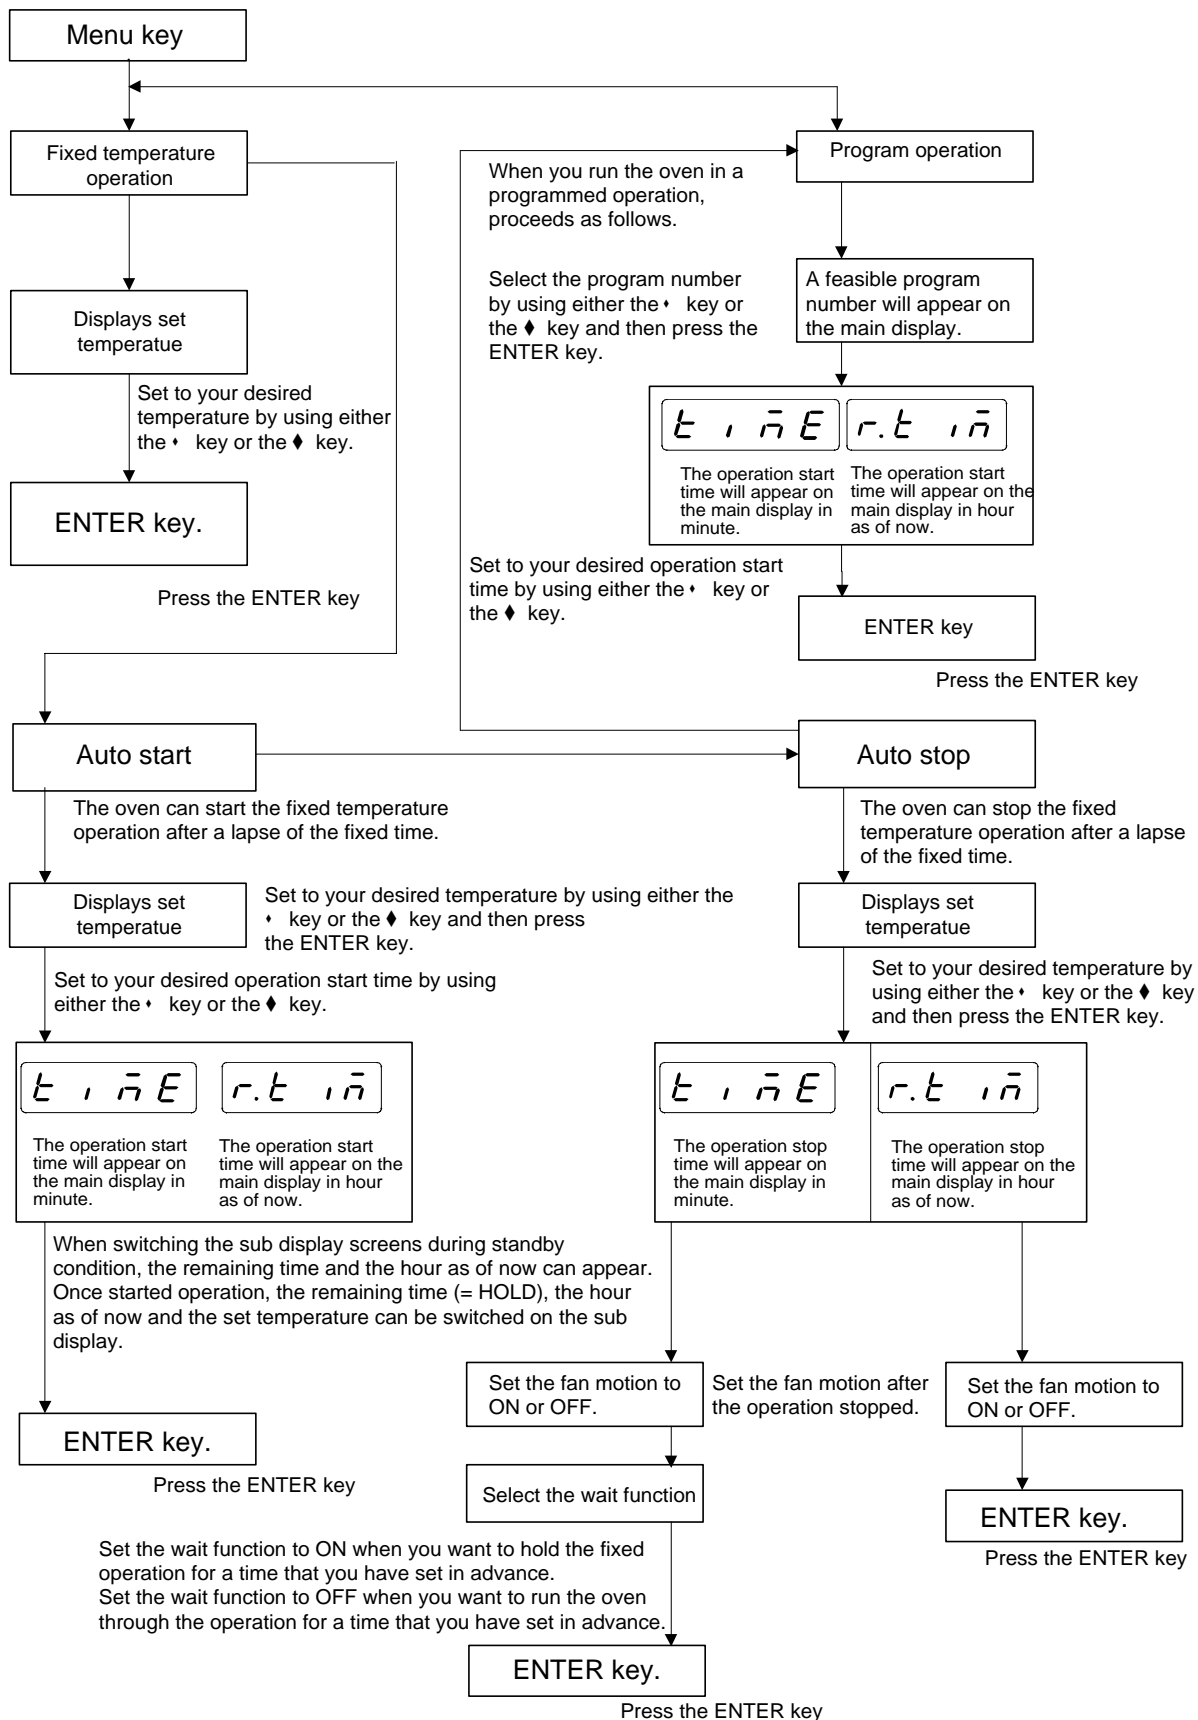 Menu key
Fixed temperature
operation
Program operation
When you run the oven in a
programmed operation,
proceeds as follows.
Select the program number
by using either the ⬩ key or
the ♦ key and then press the
ENTER key.
A feasible program
number will appear on
the main display.
Displays set
temperatue
Set to your desired
temperature by using either
the ⬩ key or the ♦ key.
ENTER key.
Press the ENTER key
timE
r.tim
The operation start
time will appear on
the main display in
minute.
The operation start
time will appear on the
main display in hour
as of now.
Set to your desired operation start
time by using either the ⬩ key or
the ♦ key.
ENTER key
Press the ENTER key
Auto start
Auto stop
The oven can start the fixed temperature
operation after a lapse of the fixed time.
The oven can stop the fixed
temperature operation after a lapse
of the fixed time.
Displays set
temperatue
Set to your desired temperature by using either the
⬩ key or the ♦ key and then press
the ENTER key.
Displays set
temperatue
Set to your desired operation start time by using
either the ⬩ key or the ♦ key.
Set to your desired temperature by
using either the ⬩ key or the ♦ key
and then press the ENTER key.
timE
r.tim
The operation start
time will appear on
the main display in
minute.
The operation start
time will appear on the
main display in hour
as of now.
timE
r.tim
The operation stop
time will appear on
the main display in
minute.
The operation stop
time will appear on the
main display in hour
as of now.
When switching the sub display screens during standby
condition, the remaining time and the hour as of now can appear.
Once started operation, the remaining time (= HOLD), the hour
as of now and the set temperature can be switched on the sub
display.
Set the fan motion to
ON or OFF.
Set the fan motion after
the operation stopped.
Set the fan motion to
ON or OFF.
ENTER key.
Press the ENTER key
Select the wait function
ENTER key.
Press the ENTER key
Set the wait function to ON when you want to hold the fixed
operation for a time that you have set in advance.
Set the wait function to OFF when you want to run the oven
through the operation for a time that you have set in advance.
ENTER key.
Press the ENTER key